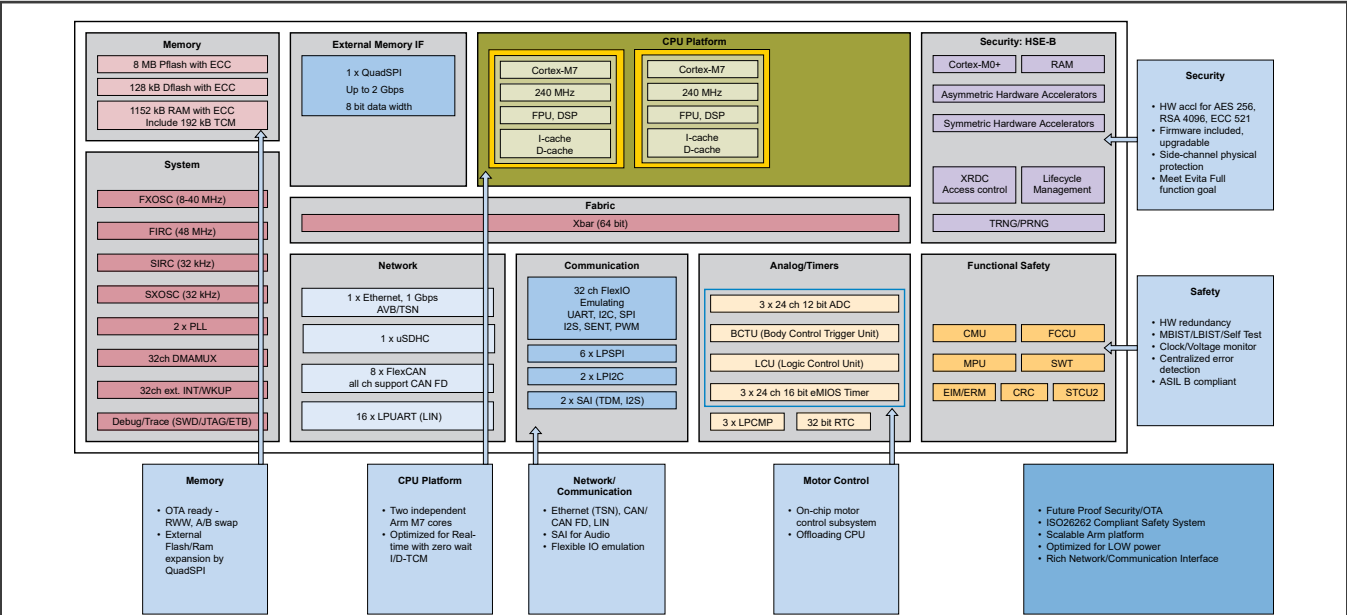 Memory
8 MB Pflash with ECC
128 kB Dflash with ECC
1152 kB RAM with ECC
Include 192 kB TCM
System
FXOSC (8-40 MHz)
FIRC (48 MHz)
SIRC (32 kHz)
SXOSC (32 kHz)
2 x PLL
32ch DMAMUX
32ch ext. INT/WKUP
Debug/Trace (SWD/JTAG/ETB)
External Memory IF
1 x QuadSPI
Up to 2 Gbps
8 bit data width
CPU Platform
Cortex-M7
240 MHz
FPU, DSP
I-cache
D-cache
Cortex-M7
240 MHz
FPU, DSP
I-cache
D-cache
Fabric
Xbar (64 bit)
Network
1 x Ethernet, 1 Gbps
AVB/TSN
1 x uSDHC
8 x FlexCAN
all ch support CAN FD
16 x LPUART (LIN)
Communication
32 ch FlexIO
Emulating
UART, I2C, SPI
I2S, SENT, PWM
6 x LPSPI
2 x LPI2C
2 x SAI (TDM, I2S)
Analog/Timers
3 x 24 ch 12 bit ADC
BCTU (Body Control Trigger Unit)
LCU (Logic Control Unit)
3 x 24 ch 16 bit eMIOS Timer
3 x LPCMP
32 bit RTC
Security: HSE-B
Cortex-M0+
RAM
Asymmetric Hardware Accelerators
Symmetric Hardware Accelerators
XRDC
Access control
Lifecycle
Management
TRNG/PRNG
Functional Safety
CMU
FCCU
MPU
SWT
EIM/ERM
CRC
STCU2
Security
• HW accl for AES 256,
RSA 4096, ECC 521
• Firmware included,
upgradable
• Side-channel physical
protection
• Meet Evita Full
function goal
Safety
• HW redundancy
• MBIST/LBIST/Self Test
• Clock/Voltage monitor
• Centralized error
detection
• ASIL B compliant
Memory
• OTA ready -
RWW, A/B swap
• External
Flash/Ram
expansion by
QuadSPI
CPU Platform
• Two independent
Arm M7 cores
• Optimized for Real-
time with zero wait
I/D-TCM
Network/
Communication
• Ethernet (TSN), CAN/
CAN FD, LIN
• SAI for Audio
• Flexible IO emulation
Motor Control
• On-chip motor
control subsystem
• Offloading CPU
• Future Proof Security/OTA
• ISO26262 Compliant Safety System
• Scalable Arm platform
• Optimized for LOW power
• Rich Network/Communication Interface